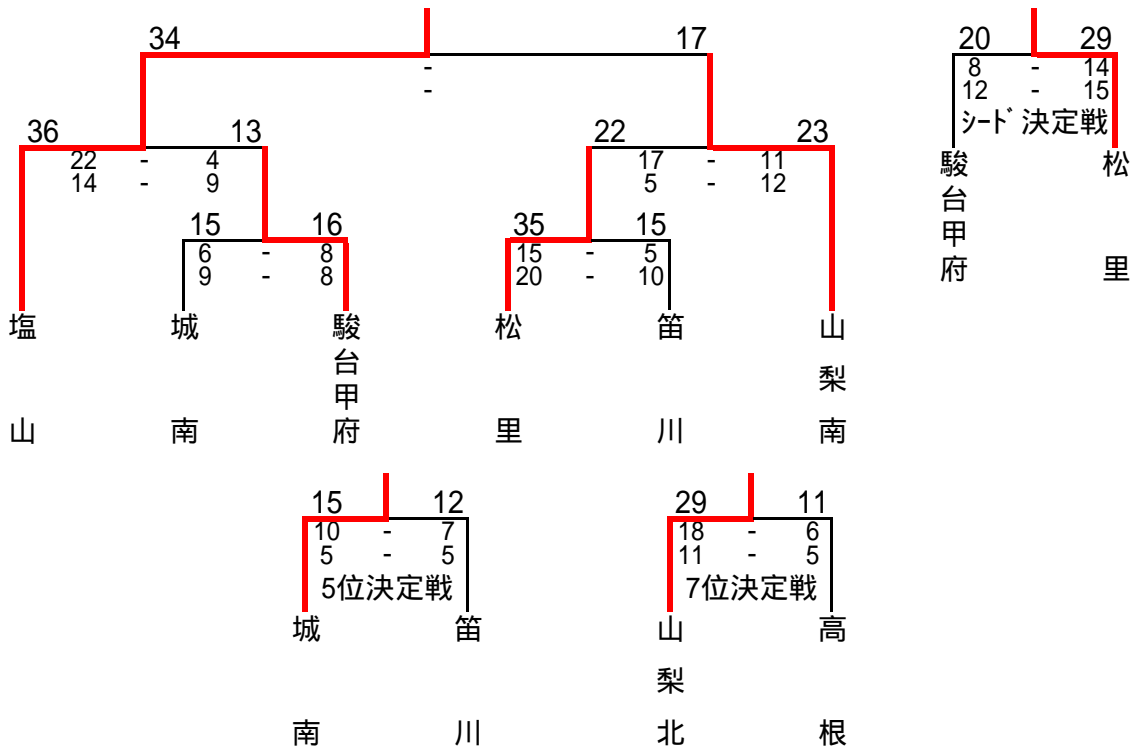 34 17
-
-
36 13
22 - 4
14 - 9
22 23
17 - 11
5 - 12
15 16
6 - 8
9 - 8
35 15
15 - 5
20 - 10
塩山
城南
駿台甲府
松里
笛川
山梨南
20 29
8 - 14
12 - 15
シード決定戦
駿台甲府
松里
15 12
10 - 7
5 - 5
5位決定戦
城南
笛川
29 11
18 - 6
11 - 5
7位決定戦
山梨北
高根